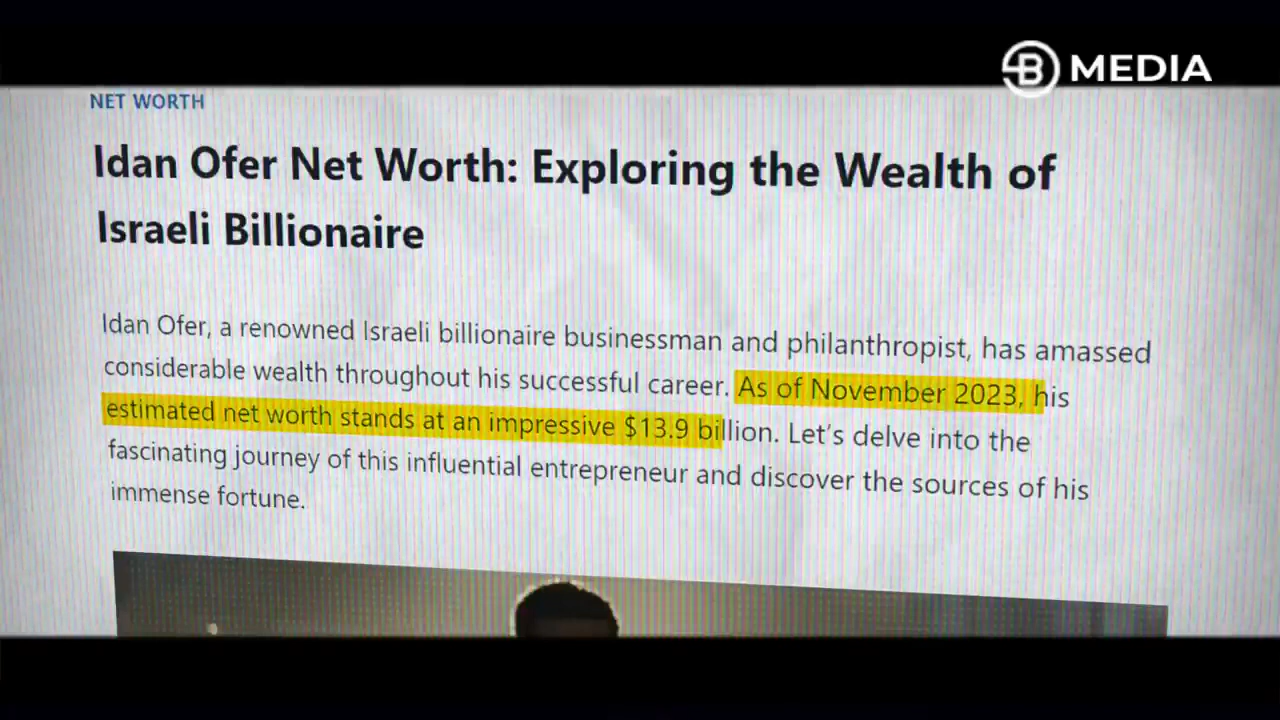 B MEDIA
NET WORTH
Idan Ofer Net Worth: Exploring the Wealth of
Israeli Billionaire
Idan Ofer, a renowned Israeli billionaire businessman and philanthropist, has amassed
considerable wealth throughout his successful career. As of November 2023, his
estimated net worth stands at an impressive $13.9 billion. Let's delve into the
fascinating journey of this influential entrepreneur and discover the sources of his
immense fortune.